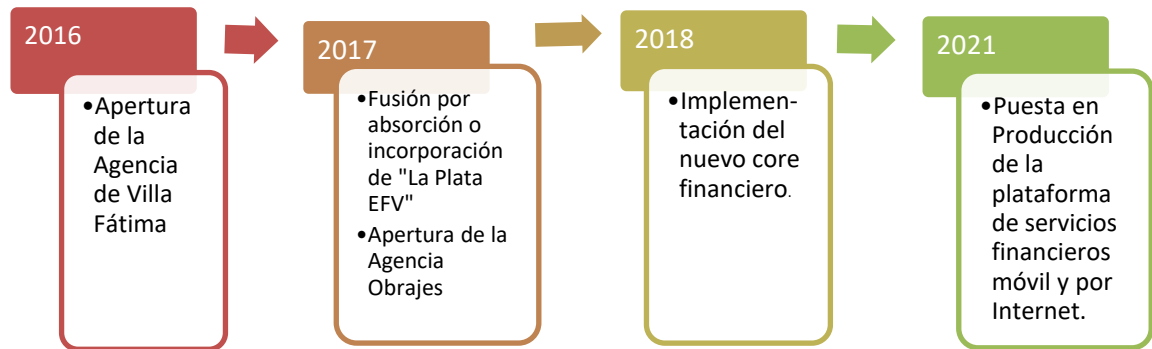 2016
•Apertura
de la
Agencia
de Villa
Fátima
2017
•Fusión por
absorción o
incorporación
de "La Plata
EFV"
•Apertura de la
Agencia
Obrajes
2018
•Implemen-
tación del
nuevo core
financiero.
2021
•Puesta en
Producción
de la
plataforma
de servicios
financieros
móvil y por
Internet.